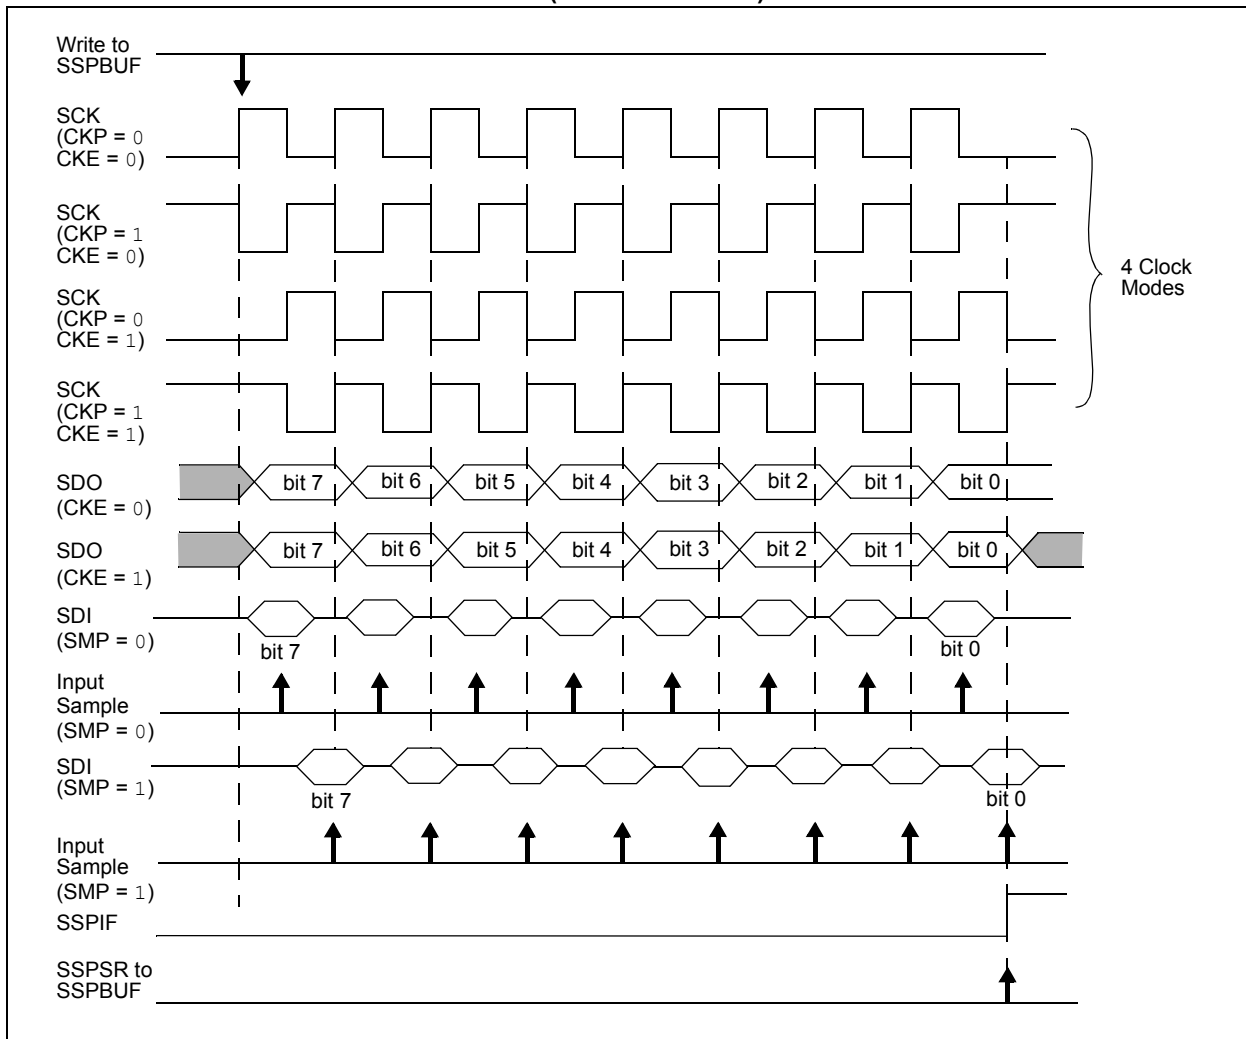 Write to
SSPBUF
SCK
(CKP = 0
CKE = 0)
SCK
(CKP = 1
CKE = 0)
SCK
(CKP = 0
CKE = 1)
SCK
(CKP = 1
CKE = 1)
4 Clock
Modes
SDO
(CKE = 0)
bit 7 bit 6 bit 5 bit 4 bit 3 bit 2 bit 1 bit 0
SDO
(CKE = 1)
bit 7 bit 6 bit 5 bit 4 bit 3 bit 2 bit 1 bit 0
SDI
(SMP = 0)
bit 7 bit 0
Input
Sample
(SMP = 0)
SDI
(SMP = 1)
bit 7 bit 0
Input
Sample
(SMP = 1)
SSPIF
SSPSR to
SSPBUF